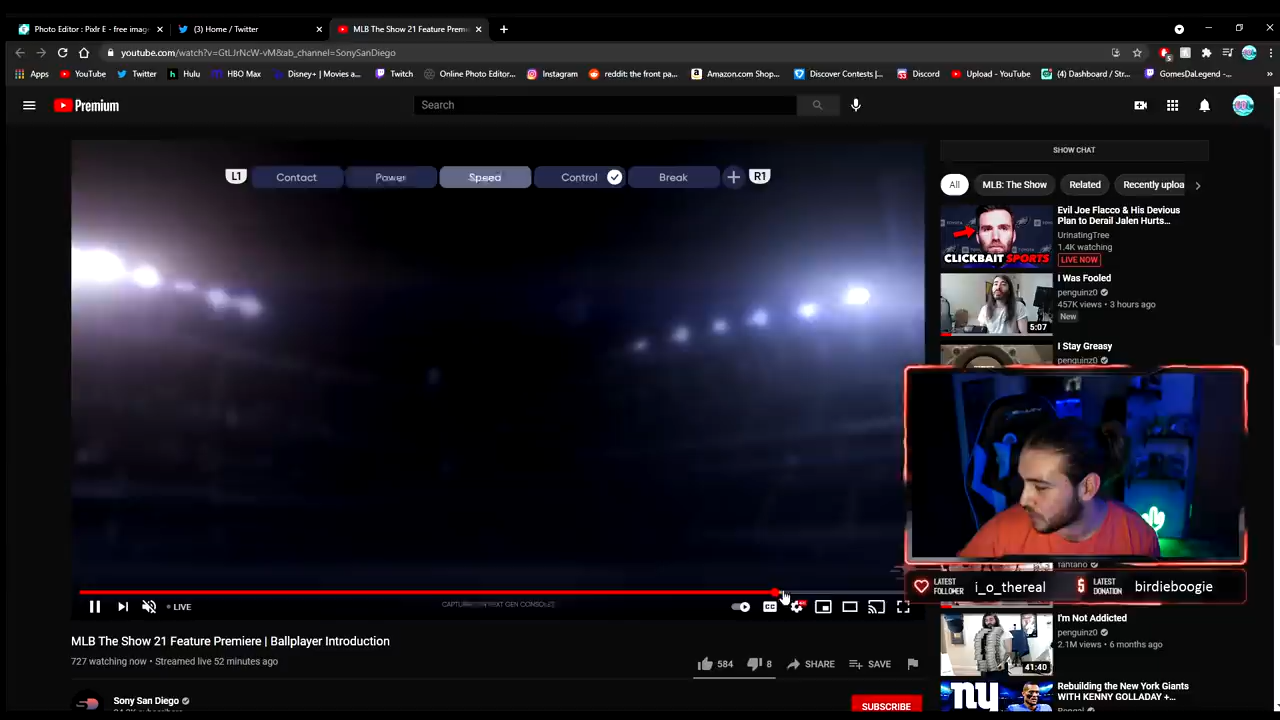 Photo Editor : Pixlr E - free imag
(3) Home / Twitter
MLB The Show 21 Feature Premie
youtube.com/watch?v=GtLJrNcW-vM&ab_channel=SonySanDiego
Apps
YouTube
Twitter
Hulu
HBO Max
Disney+ | Movies a...
Twitch
Online Photo Editor...
Instagram
reddit: the front pa...
Amazon.com Shop...
Discover Contests |...
Discord
Upload - YouTube
(4) Dashboard / Str...
GomesDaLegend -...
Premium
Search
L1
Contact
Power
Speed
Control
Break
R1
SHOW CHAT
All
MLB: The Show
Related
Recently uploa
CLICKBAIT SPORTS
Evil Joe Flacco & His Devious
Plan to Derail Jalen Hurts...
UrinatingTree
1.4K watching
LIVE NOW
5:07
I Was Fooled
penguinz0
457K views • 3 hours ago
New
I Stay Greasy
penguinz0
LATEST
FOLLOWER
i_o_thereal
LATEST
DONATION
birdieboogie
LIVE
CC
MLB The Show 21 Feature Premiere | Ballplayer Introduction
727 watching now • Streamed live 52 minutes ago
584
8
SHARE
SAVE
41:40
I'm Not Addicted
penguinz0
2.1M views • 6 months ago
Sony San Diego
SUBSCRIBE
ny
Rebuilding the New York Giants
WITH KENNY GOLLADAY +...